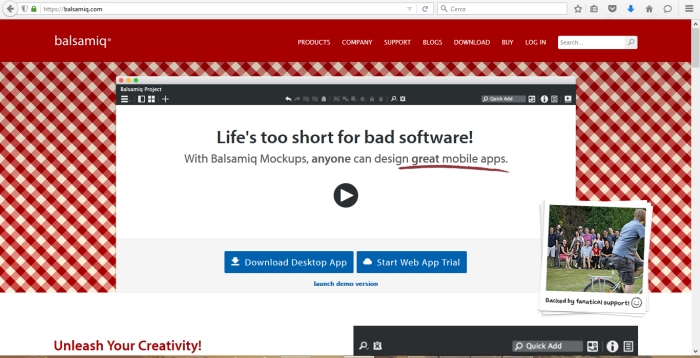 https://balsamiq.com
Cerca
balsamiq®
PRODUCTS COMPANY SUPPORT BLOGS DOWNLOAD BUY LOG IN
Search...
Balsamiq Project
Quick Add
Life's too short for bad software!
With Balsamiq Mockups, anyone can design great mobile apps.
Download Desktop App
Start Web App Trial
launch demo version
Backed by fanatical support!
Unleash Your Creativity!
Quick Add